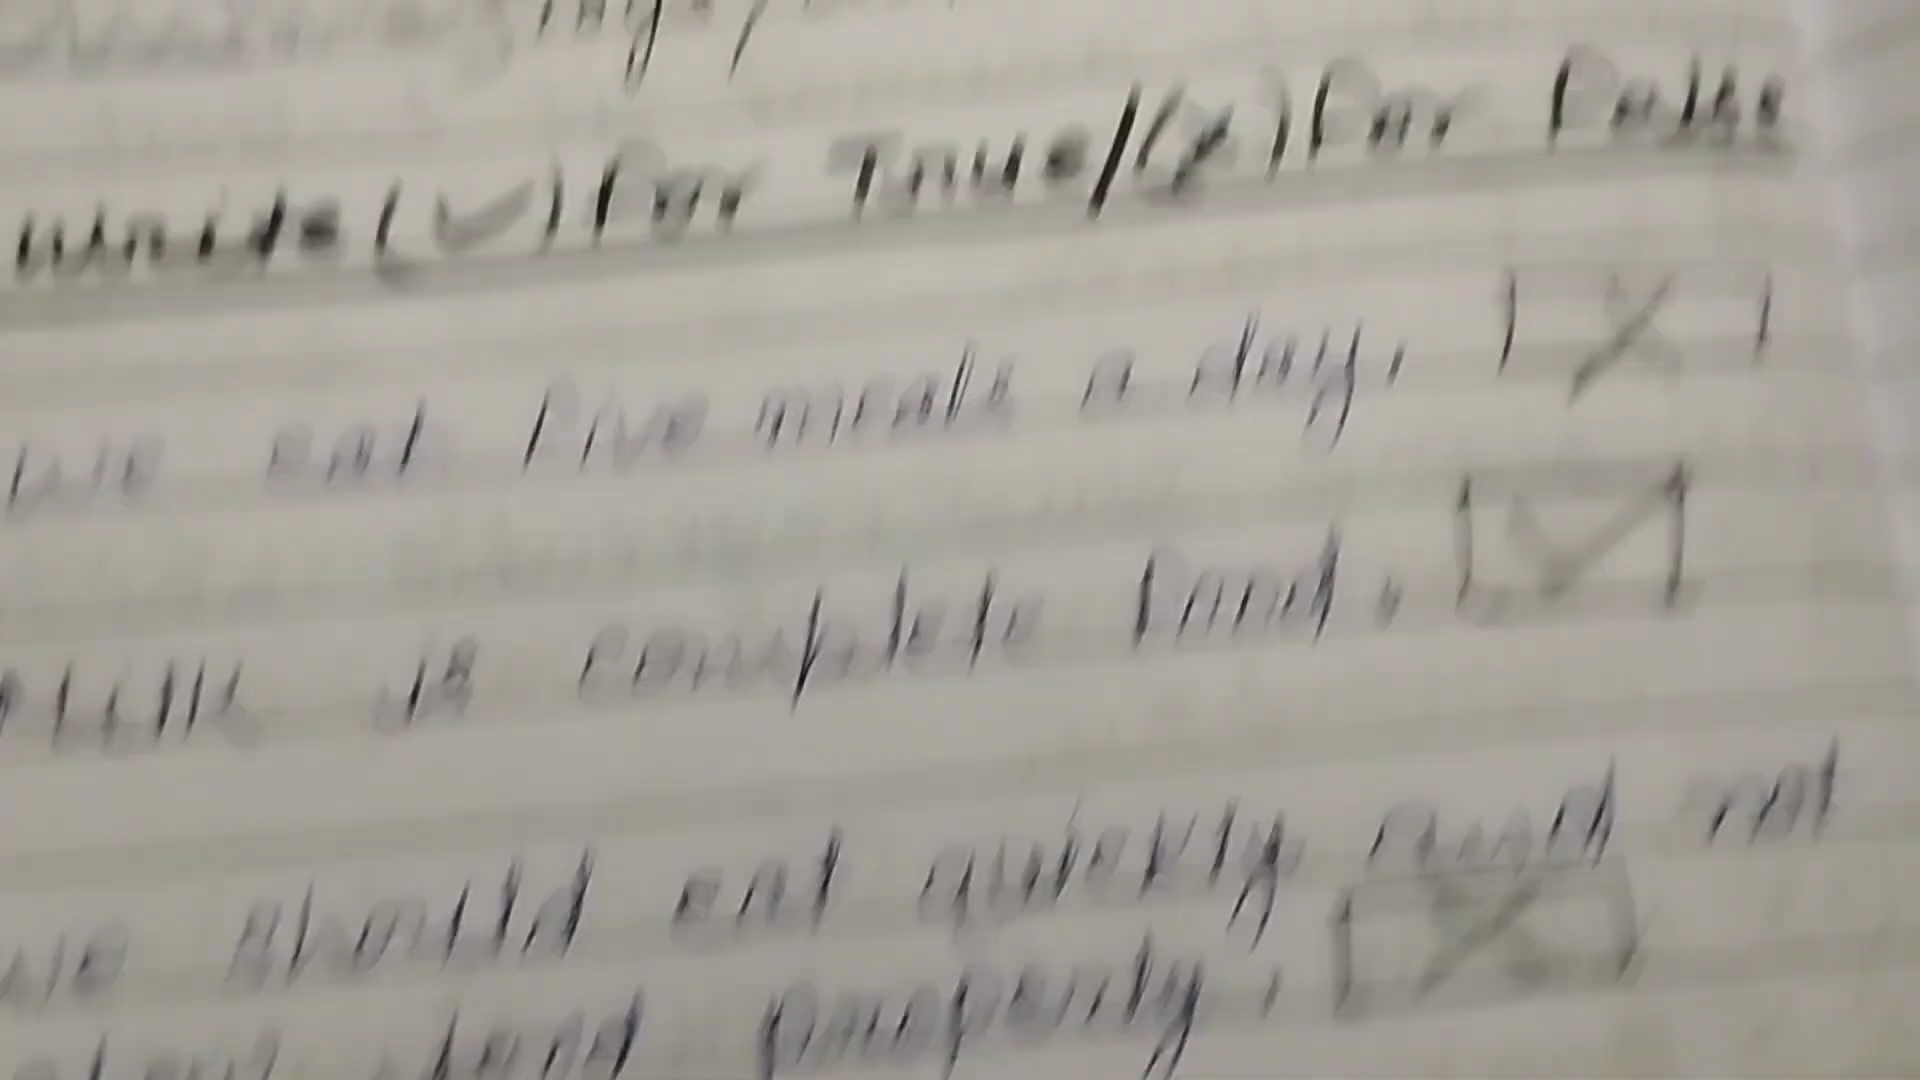 Write (✓) for True/(x) for False
We eat five meals a day. [x]
Milk is complete food. [✓]
We should eat quickly and not
food properly. [x]